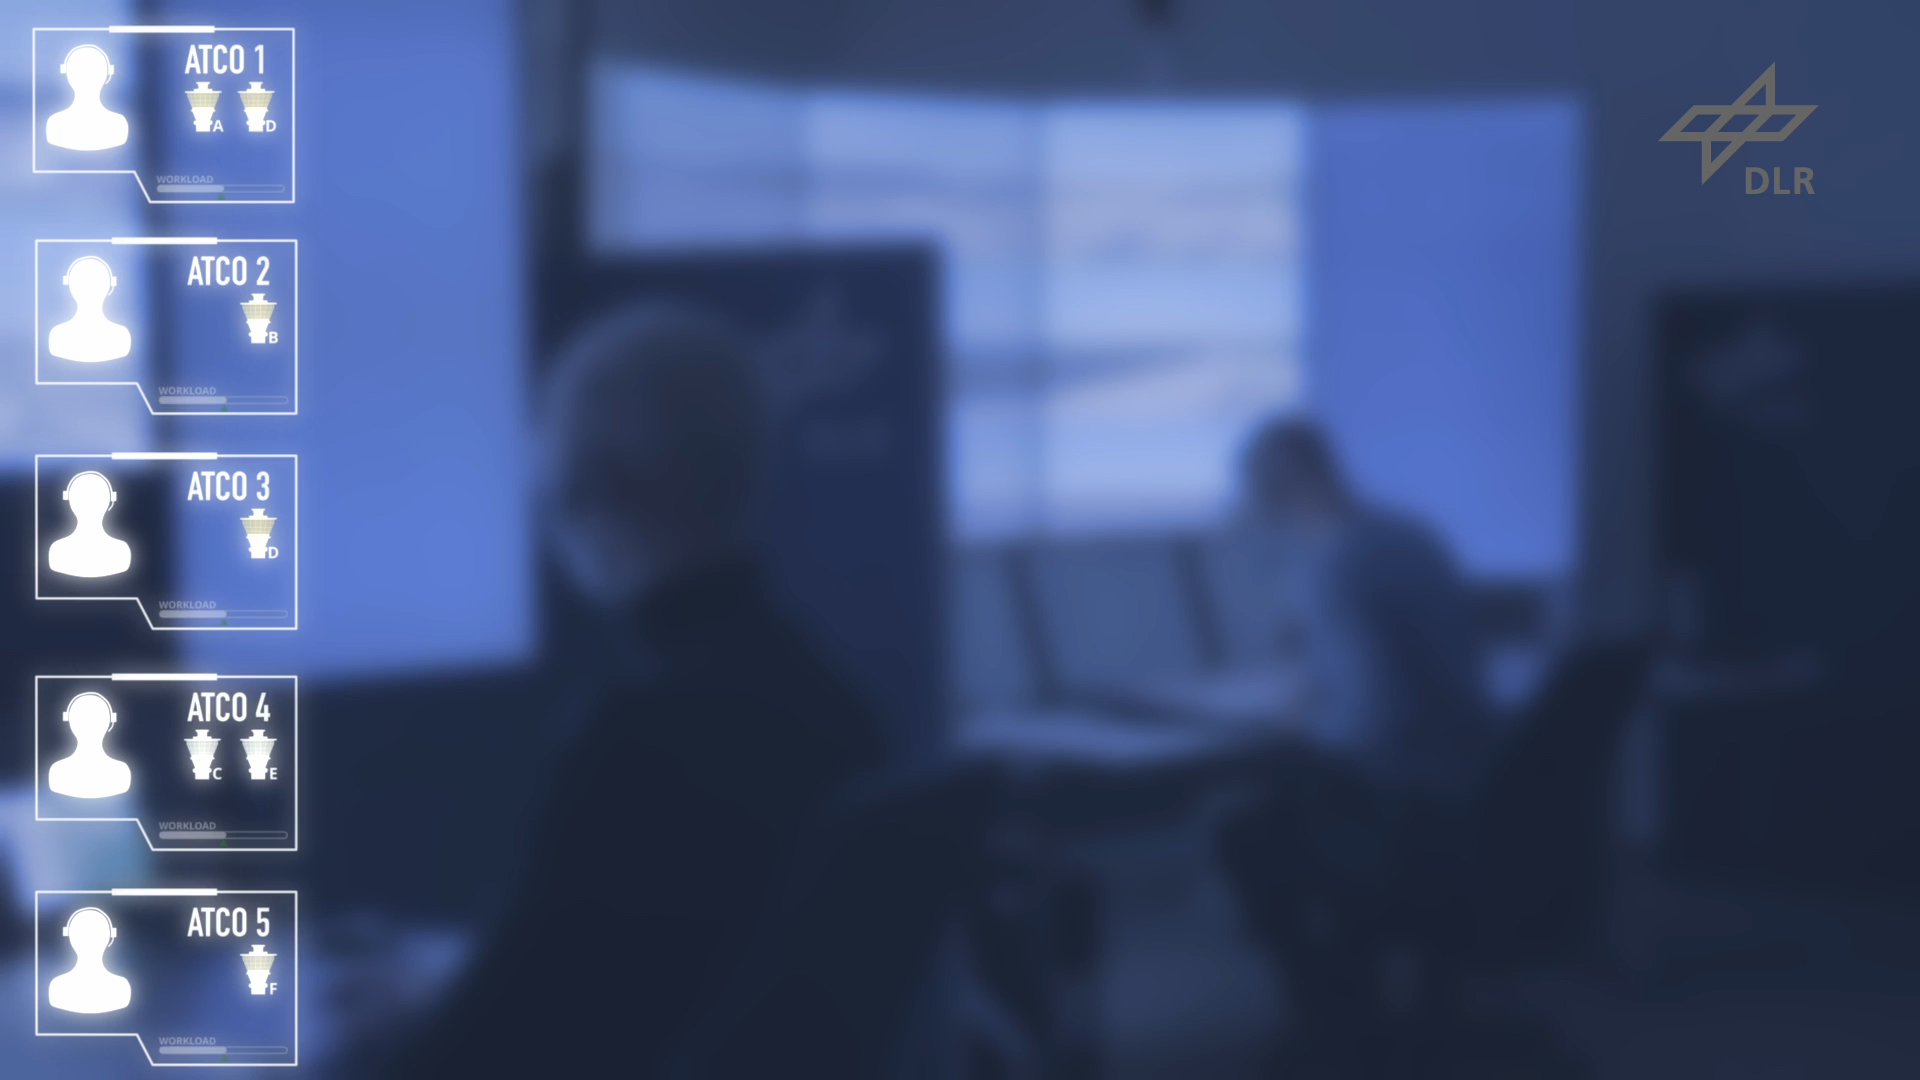 ATCO 1
A D
WORKLOAD
ATCO 2
B
WORKLOAD
ATCO 3
D
WORKLOAD
ATCO 4
C E
WORKLOAD
ATCO 5
F
WORKLOAD
DLR